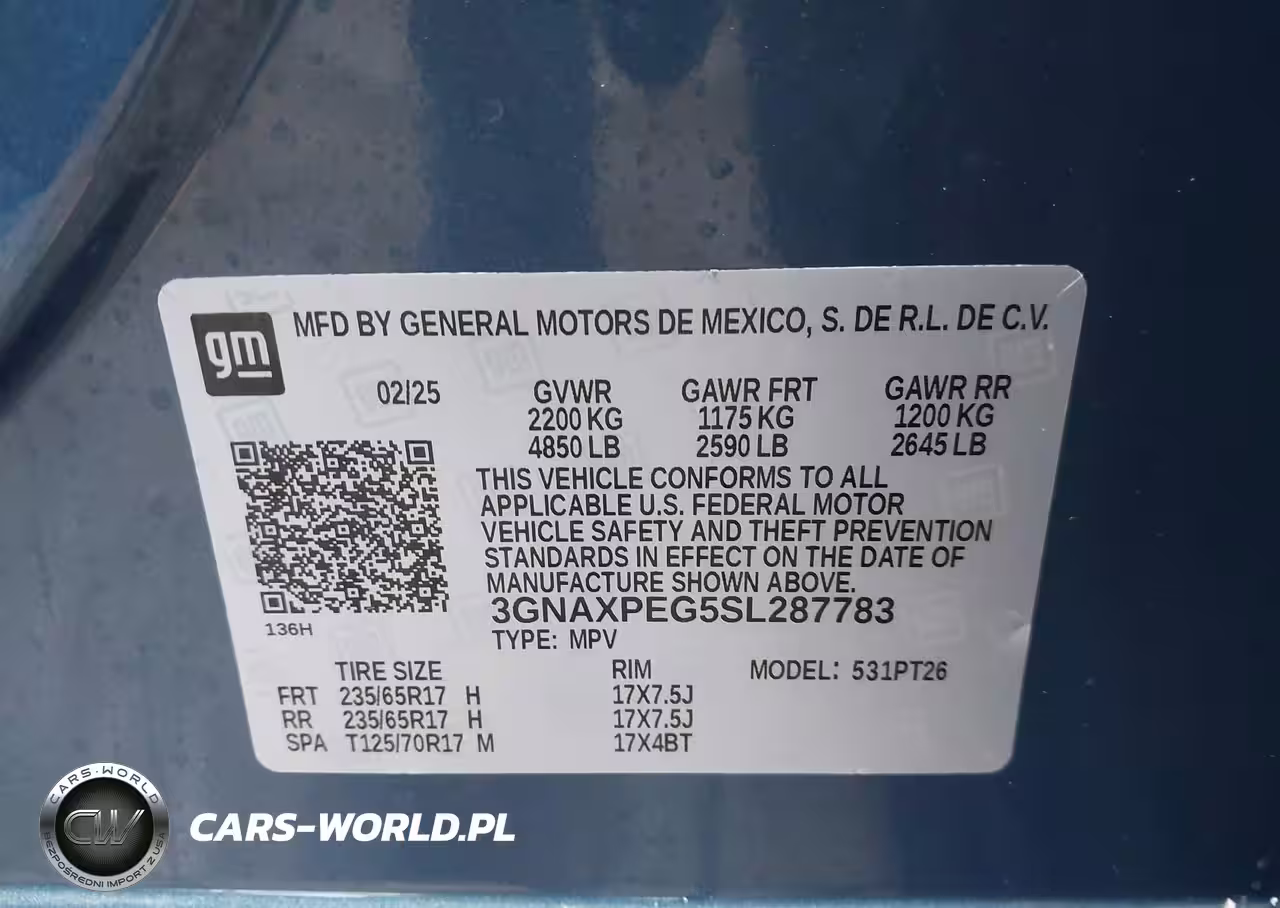 gm
MFD BY GENERAL MOTORS DE MEXICO, S. DE R.L. DE C.V.
02/25 GVWR GAWR FRT GAWR RR
2200 KG 1175 KG 1200 KG
4850 LB 2590 LB 2645 LB
THIS VEHICLE CONFORMS TO ALL
APPLICABLE U.S. FEDERAL MOTOR
VEHICLE SAFETY AND THEFT PREVENTION
STANDARDS IN EFFECT ON THE DATE OF
MANUFACTURE SHOWN ABOVE.
3GNAXPEG5SL287783
136H
TYPE: MPV
TIRE SIZE RIM MODEL: 531PT26
FRT 235/65R17 H 17X7.5J
RR 235/65R17 H 17X7.5J
SPA T125/70R17 M 17X4BT
CARS-WORLD
CW
BEZPOŚREDNI IMPORT Z USA
CARS-WORLD.PL